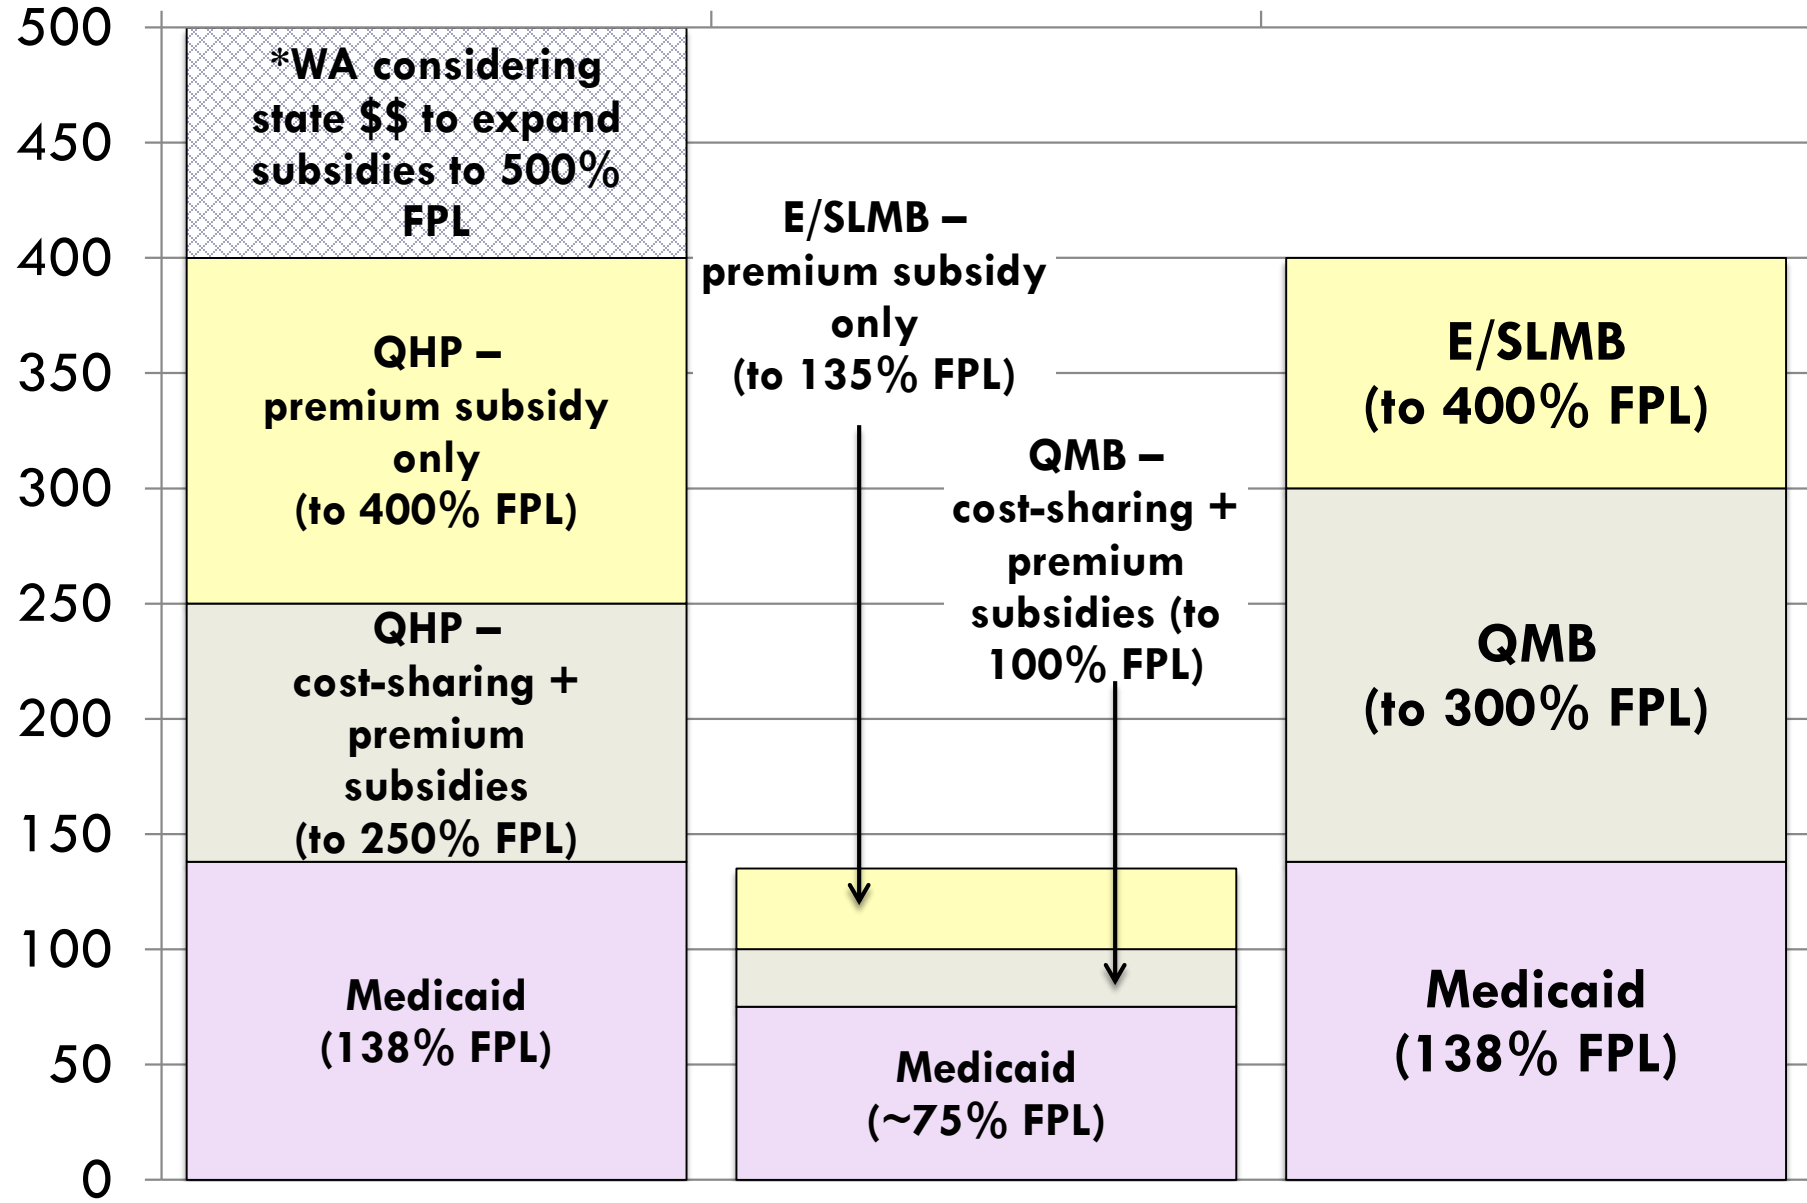 500
450
400
350
300
250
200
150
100
50
0
*WA considering
state $$ to expand
subsidies to 500%
FPL
QHP –
premium subsidy
only
(to 400% FPL)
QHP –
cost-sharing +
premium
subsidies
(to 250% FPL)
Medicaid
(138% FPL)
E/SLMB –
premium subsidy
only
(to 135% FPL)
QMB –
cost-sharing +
premium
subsidies (to
100% FPL)
Medicaid
(~75% FPL)
E/SLMB
(to 400% FPL)
QMB
(to 300% FPL)
Medicaid
(138% FPL)